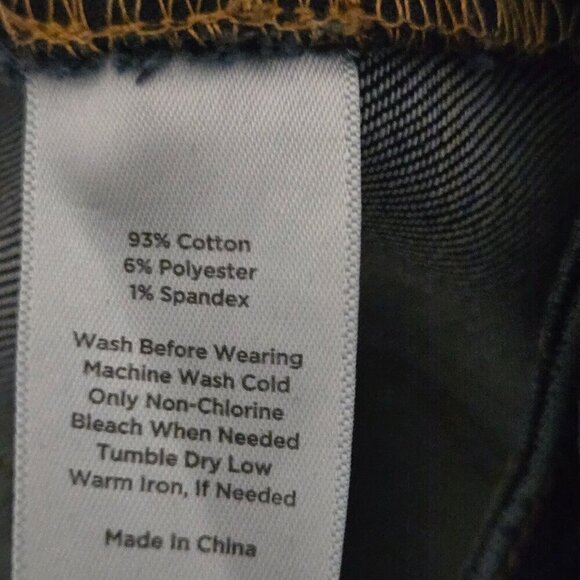 93% Cotton
6% Polyester
1% Spandex
Wash Before Wearing
Machine Wash Cold
Only Non-Chlorine
Bleach When Needed
Tumble Dry Low
Warm Iron, If Needed
Made In China